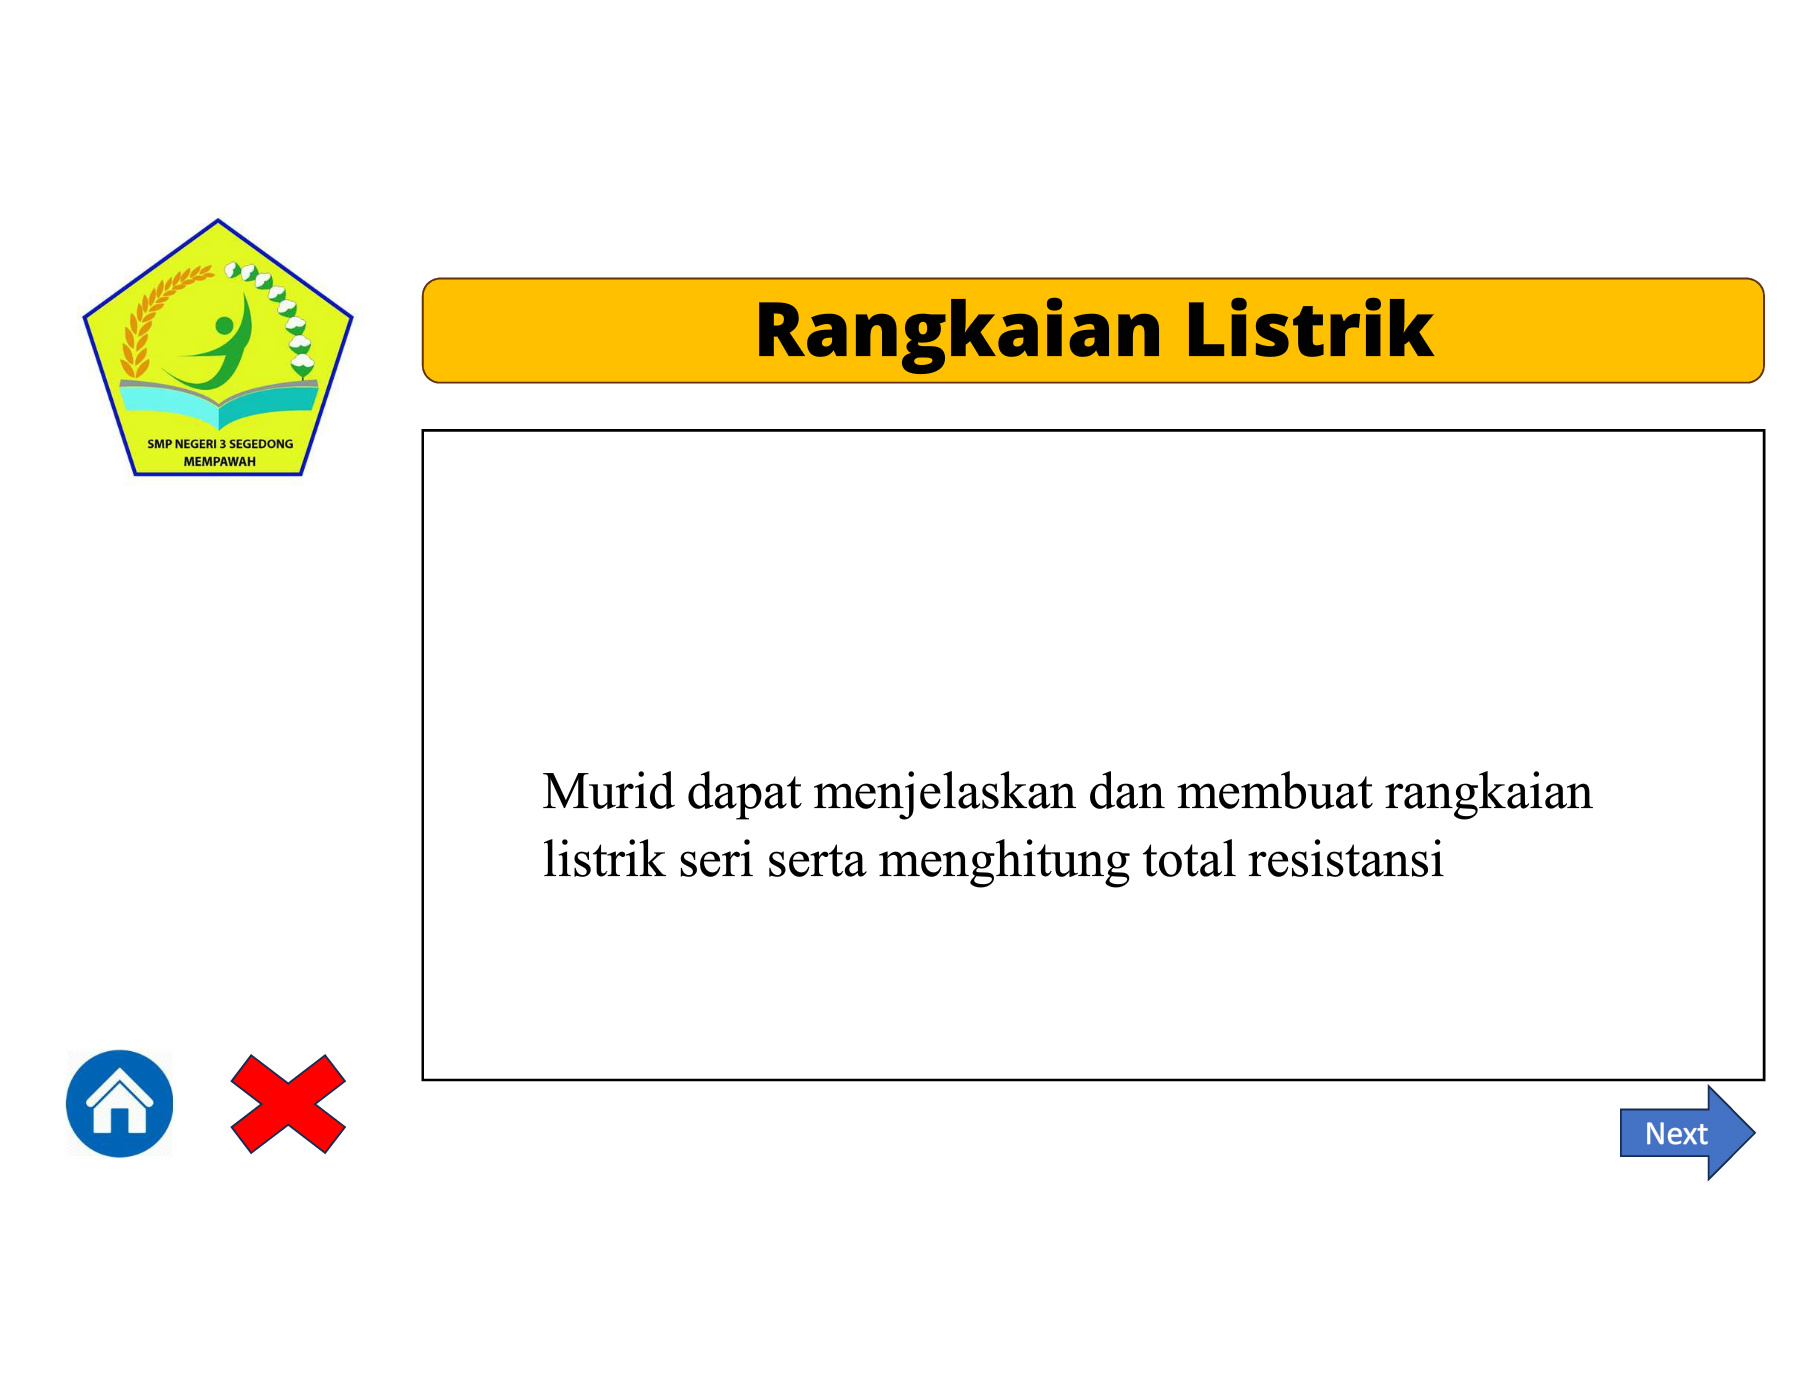 SMP NEGERI 3 SEGEDONG
MEMPAWAH
Rangkaian Listrik
Murid dapat menjelaskan dan membuat rangkaian
listrik seri serta menghitung total resistansi
Next